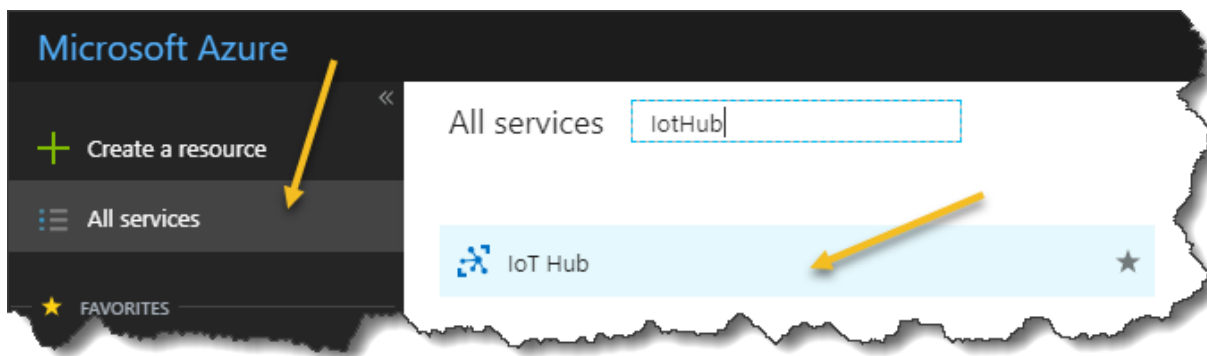 Microsoft Azure
Create a resource
All services
FAVORITES
All services IotHub
IoT Hub